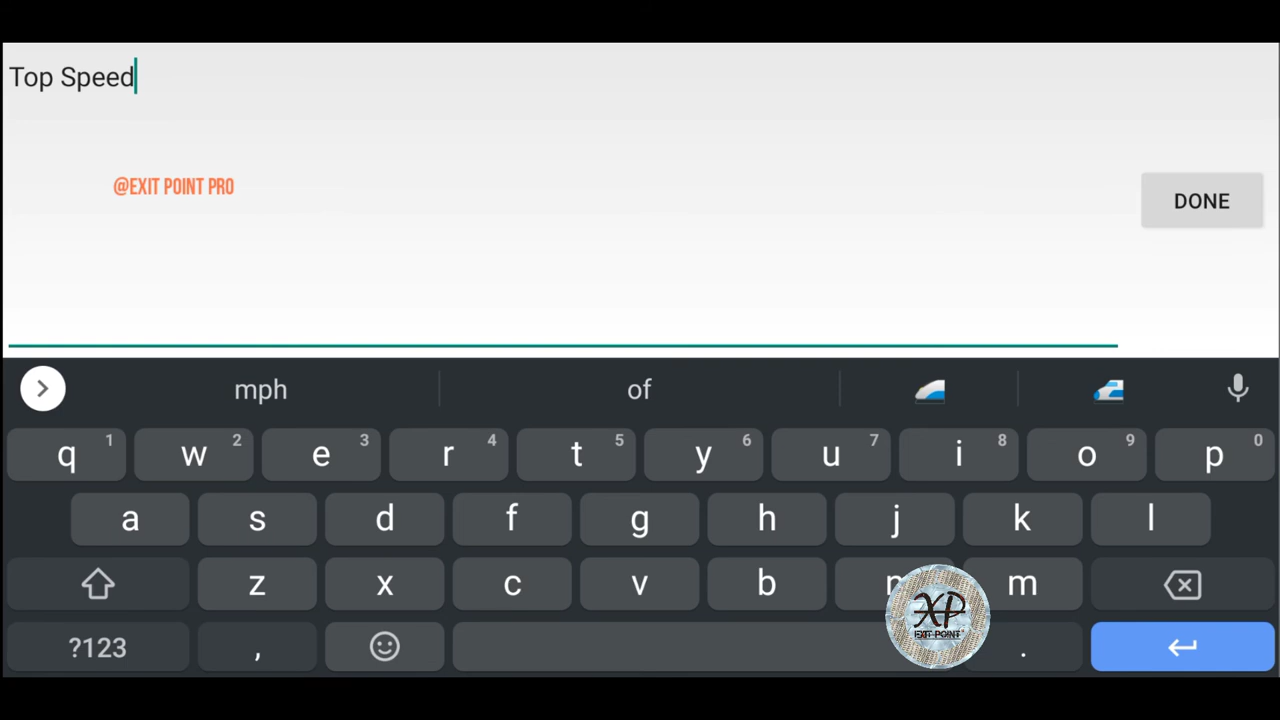 Top Speed
@EXIT POINT PRO
DONE
mph of
q 1 w 2 e 3 r 4 t 5 y 6 u 7 i 8 o 9 p 0
a s d f g h j k l
z x c v b n m
XP
EXIT-POINT
?123 , .